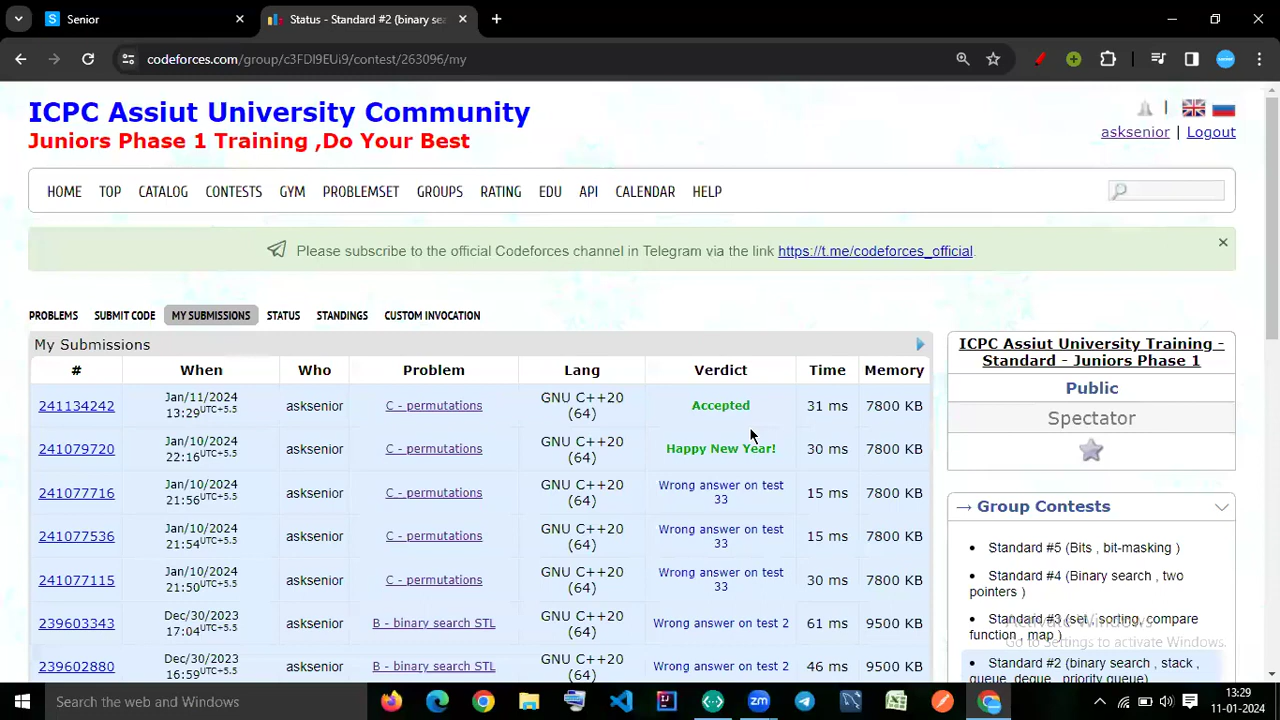 Senior
Status - Standard #2 (binary se
codeforces.com/group/c3FDI9EUi9/contest/263096/my
ICPC Assiut University Community
Juniors Phase 1 Training ,Do Your Best
asksenior | Logout
HOME TOP CATALOG CONTESTS GYM PROBLEMSET GROUPS RATING EDU API CALENDAR HELP
Please subscribe to the official Codeforces channel in Telegram via the link https://t.me/codeforces_official.
PROBLEMS SUBMIT CODE MY SUBMISSIONS STATUS STANDINGS CUSTOM INVOCATION
My Submissions
# When Who Problem Lang Verdict Time Memory
241134242 Jan/11/2024 13:29UTC+5.5 asksenior C - permutations GNU C++20 (64) Accepted 31 ms 7800 KB
241079720 Jan/10/2024 22:16UTC+5.5 asksenior C - permutations GNU C++20 (64) Happy New Year! 30 ms 7800 KB
241077716 Jan/10/2024 21:56UTC+5.5 asksenior C - permutations GNU C++20 (64) Wrong answer on test 33 15 ms 7800 KB
241077536 Jan/10/2024 21:54UTC+5.5 asksenior C - permutations GNU C++20 (64) Wrong answer on test 33 15 ms 7800 KB
241077115 Jan/10/2024 21:50UTC+5.5 asksenior C - permutations GNU C++20 (64) Wrong answer on test 33 30 ms 7800 KB
239603343 Dec/30/2023 17:04UTC+5.5 asksenior B - binary search STL GNU C++20 (64) Wrong answer on test 2 61 ms 9500 KB
239602880 Dec/30/2023 16:59UTC+5.5 asksenior B - binary search STL GNU C++20 (64) Wrong answer on test 2 46 ms 9500 KB
ICPC Assiut University Training -
Standard - Juniors Phase 1
Public
Spectator
→ Group Contests
Standard #5 (Bits , bit-masking )
Standard #4 (Binary search , two
pointers )
Standard #3 (set , sorting, compare
function , map )
Standard #2 (binary search , stack ,
queue, deque , priority queue)
Activate Windows
Go to Settings to activate Windows.
Search the web and Windows
13:29
11-01-2024